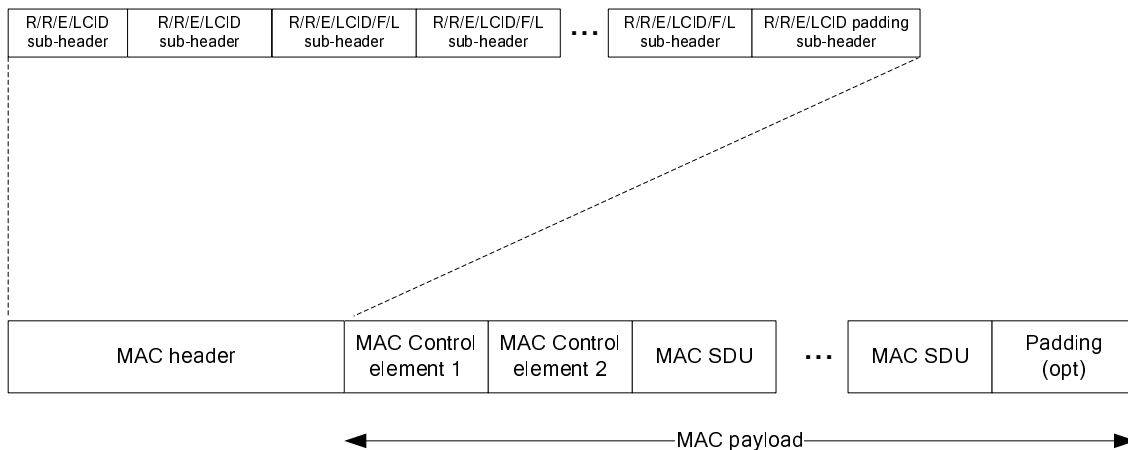 R/R/E/LCID
sub-header
R/R/E/LCID
sub-header
R/R/E/LCID/F/L
sub-header
R/R/E/LCID/F/L
sub-header
...
R/R/E/LCID/F/L
sub-header
R/R/E/LCID padding
sub-header
MAC header
MAC Control
element 1
MAC Control
element 2
MAC SDU
...
MAC SDU
Padding
(opt)
MAC payload